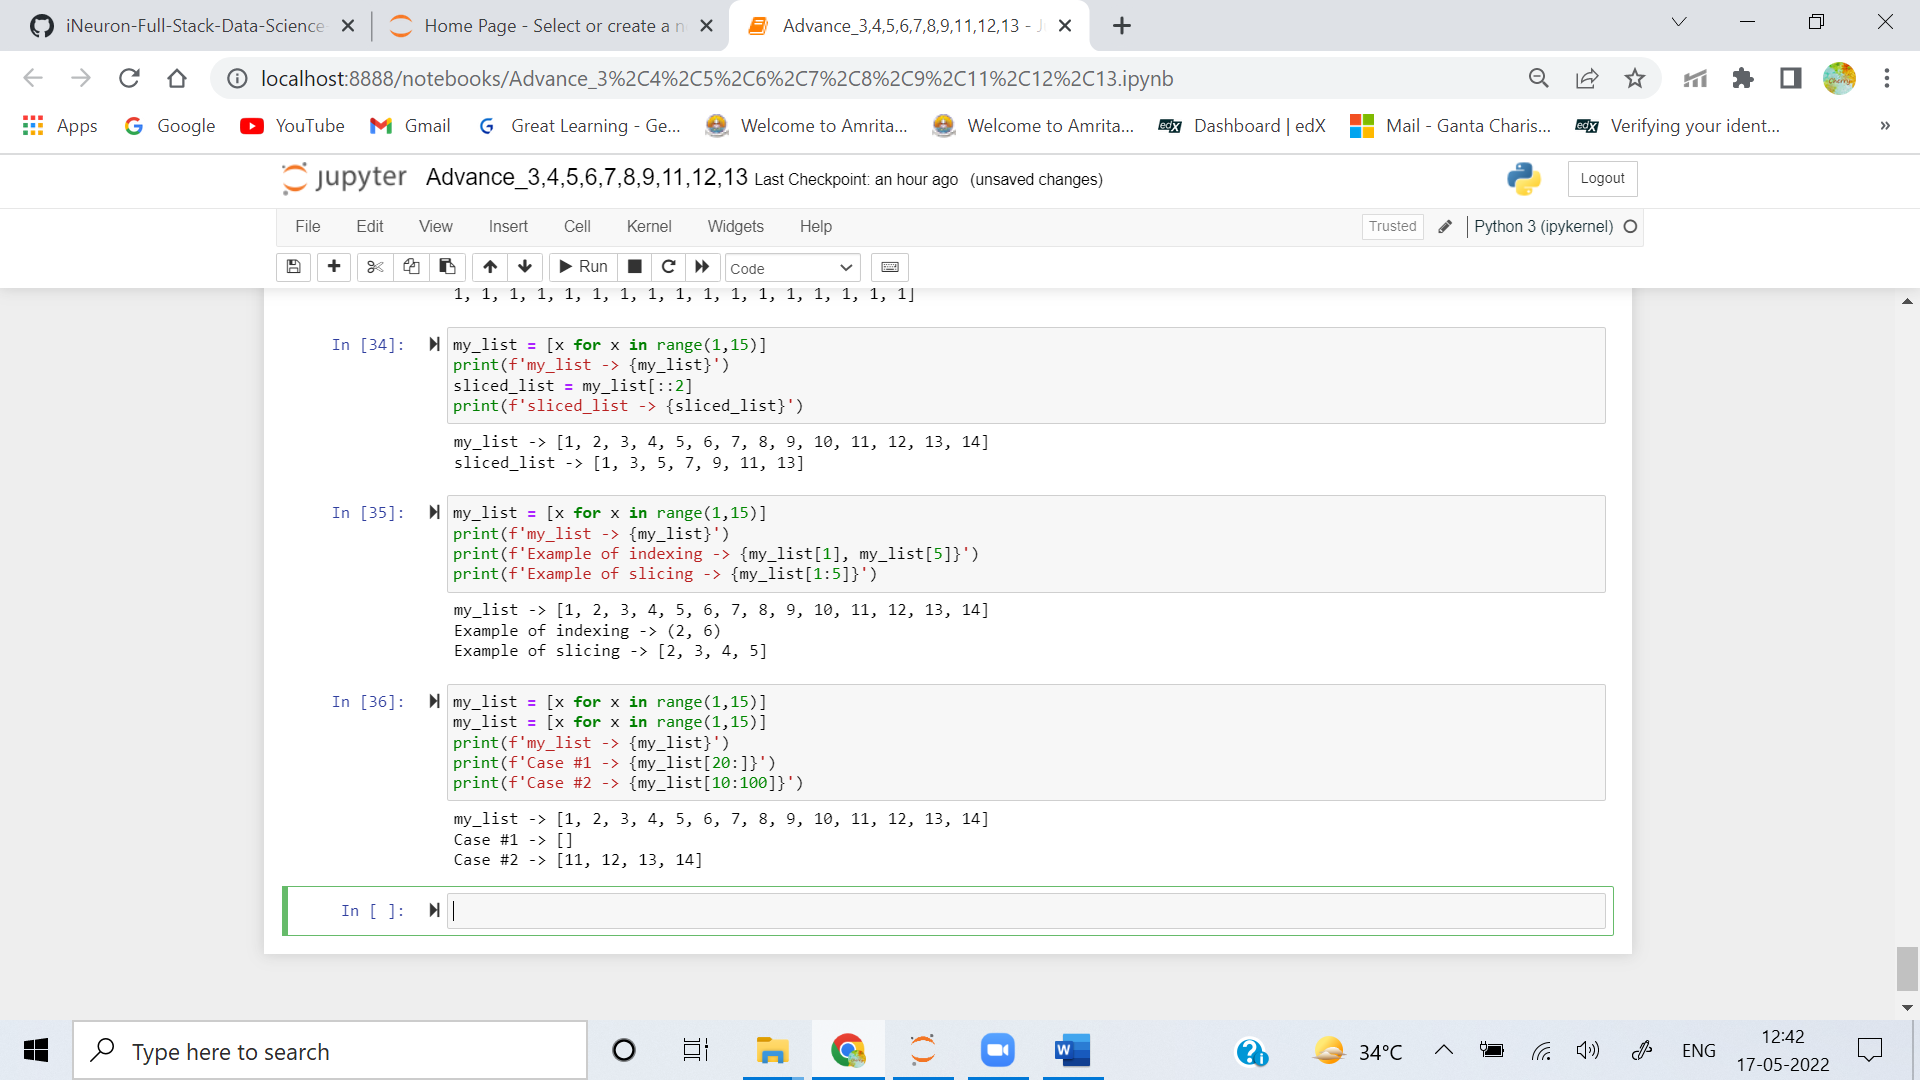 iNeuron-Full-Stack-Data-Science
Home Page - Select or create a n
Advance_3,4,5,6,7,8,9,11,12,13 - J
localhost:8888/notebooks/Advance_3%2C4%2C5%2C6%2C7%2C8%2C9%2C11%2C12%2C13.ipynb
Apps Google YouTube Gmail Great Learning - Ge... Welcome to Amrita... Welcome to Amrita... Dashboard | edX Mail - Ganta Charis... Verifying your ident... »
jupyter Advance_3,4,5,6,7,8,9,11,12,13 Last Checkpoint: an hour ago (unsaved changes) Logout
File Edit View Insert Cell Kernel Widgets Help Trusted Python 3 (ipykernel)
Run Code
1, 1, 1, 1, 1, 1, 1, 1, 1, 1, 1, 1, 1, 1, 1, 1, 1]
In [34]: my_list = [x for x in range(1,15)]
print(f'my_list -> {my_list}')
sliced_list = my_list[::2]
print(f'sliced_list -> {sliced_list}')
my_list -> [1, 2, 3, 4, 5, 6, 7, 8, 9, 10, 11, 12, 13, 14]
sliced_list -> [1, 3, 5, 7, 9, 11, 13]
In [35]: my_list = [x for x in range(1,15)]
print(f'my_list -> {my_list}')
print(f'Example of indexing -> {my_list[1], my_list[5]}')
print(f'Example of slicing -> {my_list[1:5]}')
my_list -> [1, 2, 3, 4, 5, 6, 7, 8, 9, 10, 11, 12, 13, 14]
Example of indexing -> (2, 6)
Example of slicing -> [2, 3, 4, 5]
In [36]: my_list = [x for x in range(1,15)]
my_list = [x for x in range(1,15)]
print(f'my_list -> {my_list}')
print(f'Case #1 -> {my_list[20:]}')
print(f'Case #2 -> {my_list[10:100]}')
my_list -> [1, 2, 3, 4, 5, 6, 7, 8, 9, 10, 11, 12, 13, 14]
Case #1 -> []
Case #2 -> [11, 12, 13, 14]
In [ ]:
Type here to search
34°C
ENG
12:42
17-05-2022